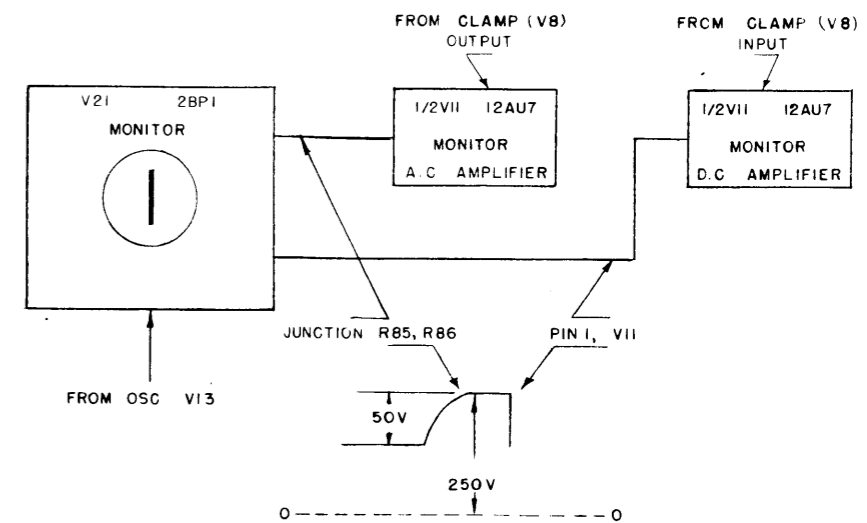 FROM CLAMP (V8)
OUTPUT
FROM CLAMP (V8)
INPUT
V21 2BP1
MONITOR
1/2V11 12AU7
MONITOR
A.C AMPLIFIER
1/2V11 12AU7
MONITOR
D.C AMPLIFIER
JUNCTION R85, R86
PIN 1, V11
FROM OSC V13
50V
250V
0 0